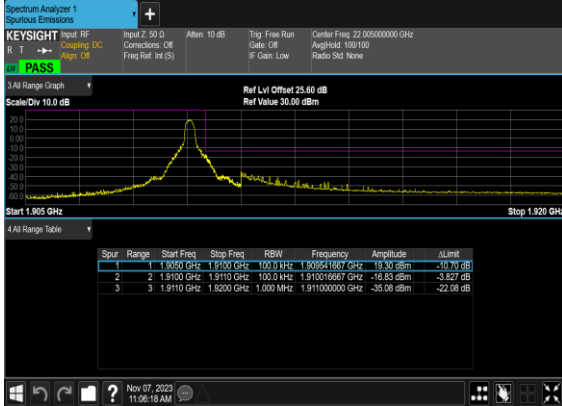 Spectrum Analyzer 1
Spurious Emissions
+
KEYSIGHT Input: RF Input Z: 50 Ω Atten: 10 dB Trig: Free Run Center Freq: 22.005000000 GHz
R T Coupling: DC Corrections: Off Gate: Off Avg|Hold: 100/100
Align: Off Freq Ref: Int (S) IF Gain: Low Radio Std: None
PASS
3 All Range Graph
Ref Lvl Offset 25.60 dB
Scale/Div 10.0 dB Ref Value 30.00 dBm
20.0
10.0
0.00
-10.0
-20.0
-30.0
-40.0
-50.0
-60.0
Start 1.905 GHz Stop 1.920 GHz
4 All Range Table
Spur Range Start Freq Stop Freq RBW Frequency Amplitude ΔLimit
1 1 1.9050 GHz 1.9100 GHz 100.0 kHz 1.909541667 GHz 19.30 dBm -10.70 dB
2 2 1.9100 GHz 1.9110 GHz 100.0 kHz 1.910016667 GHz -16.83 dBm -3.827 dB
3 3 1.9110 GHz 1.9200 GHz 1.000 MHz 1.911000000 GHz -35.08 dBm -22.08 dB
? Nov 07, 2023
11:06:18 AM